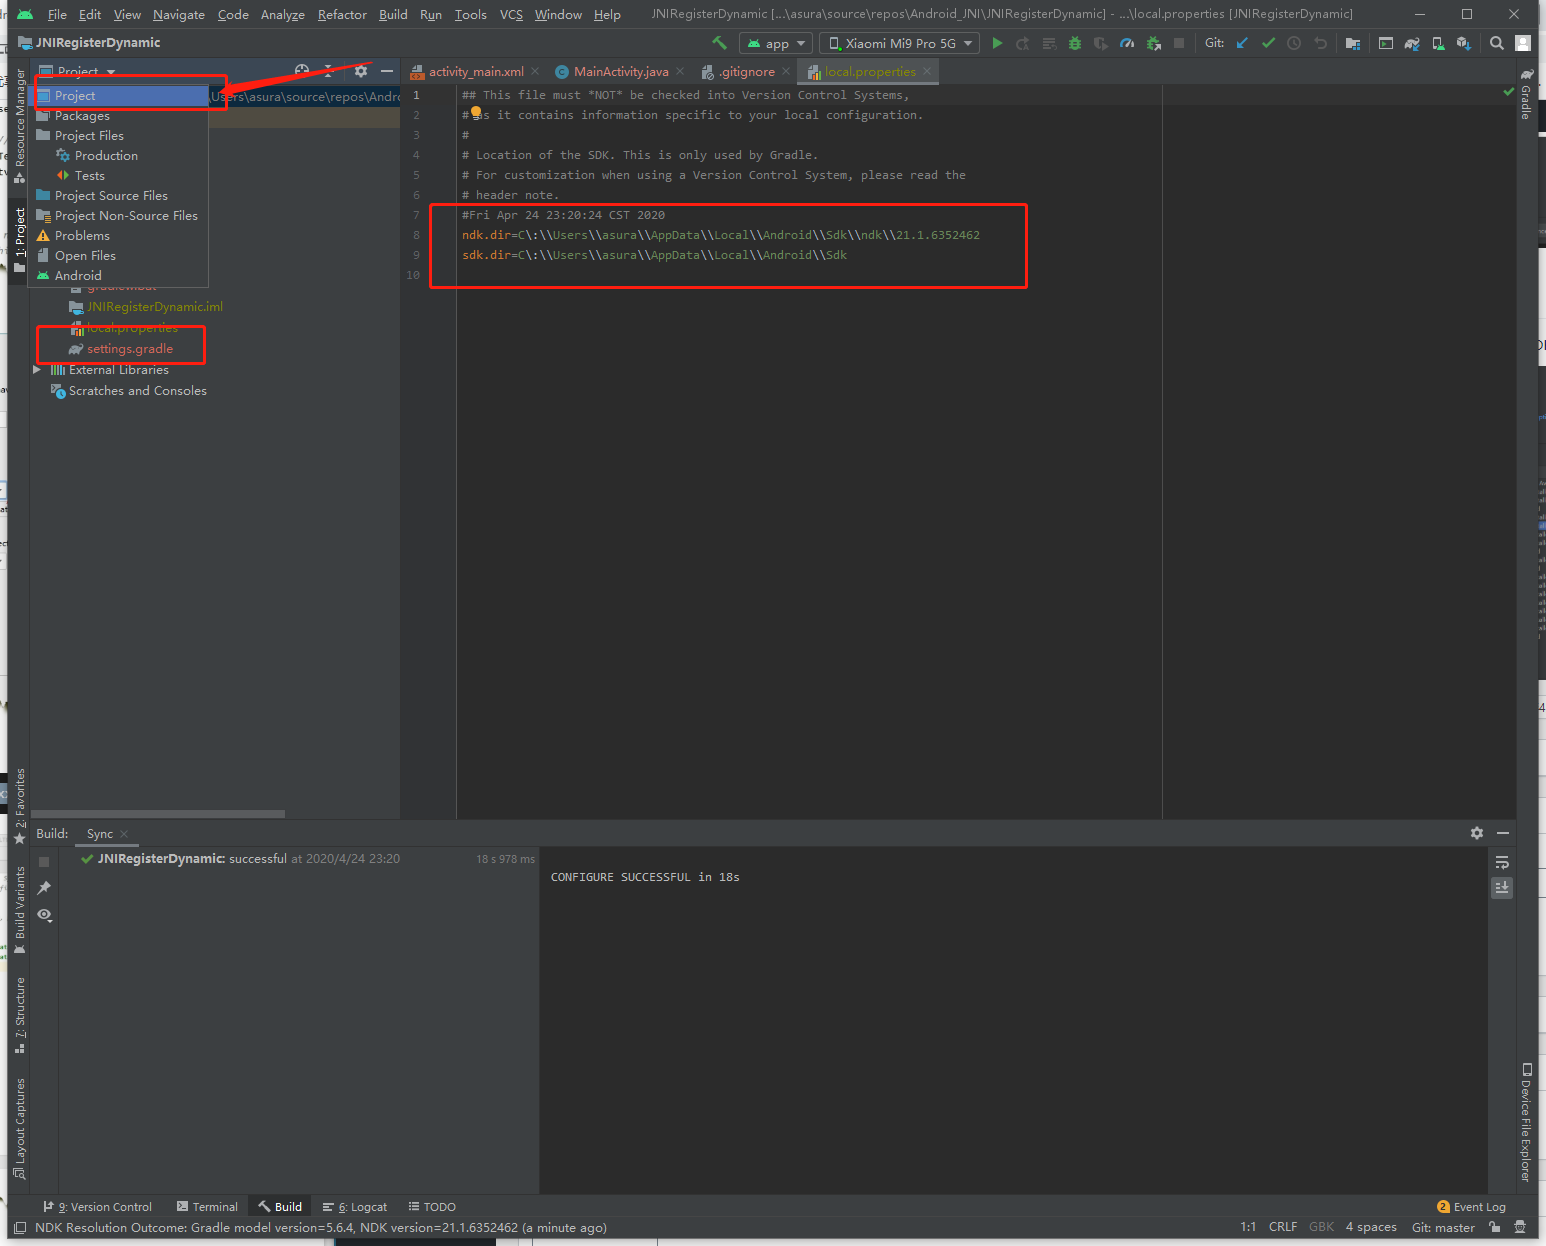 File Edit View Navigate Code Analyze Refactor Build Run Tools VCS Window Help JNIRegisterDynamic [...\asura\source\repos\Android_JNI\JNIRegisterDynamic] - ...\local.properties [JNIRegisterDynamic]
JNIRegisterDynamic
app
Xiaomi Mi9 Pro 5G
Git:
Project
activity_main.xml
MainActivity.java
.gitignore
local.properties
Project
\Users\asura\source\repos\Andro
Packages
Project Files
Production
Tests
Project Source Files
Project Non-Source Files
Problems
Open Files
Android
JNIRegisterDynamic.iml
local.properties
settings.gradle
External Libraries
Scratches and Consoles
1 ## This file must *NOT* be checked into Version Control Systems,
2 # as it contains information specific to your local configuration.
3 #
4 # Location of the SDK. This is only used by Gradle.
5 # For customization when using a Version Control System, please read the
6 # header note.
7 #Fri Apr 24 23:20:24 CST 2020
8 ndk.dir=C\:\\Users\\asura\\AppData\\Local\\Android\\Sdk\\ndk\\21.1.6352462
9 sdk.dir=C\:\\Users\\asura\\AppData\\Local\\Android\\Sdk
10
Resource Manager
1: Project
2: Favorites
Build Variants
7: Structure
Layout Captures
Gradle
Device File Explorer
Build: Sync
JNIRegisterDynamic: successful at 2020/4/24 23:20 18 s 978 ms
CONFIGURE SUCCESSFUL in 18s
9: Version Control Terminal Build 6: Logcat TODO
2 Event Log
NDK Resolution Outcome: Gradle model version=5.6.4, NDK version=21.1.6352462 (a minute ago)
1:1 CRLF GBK 4 spaces Git: master